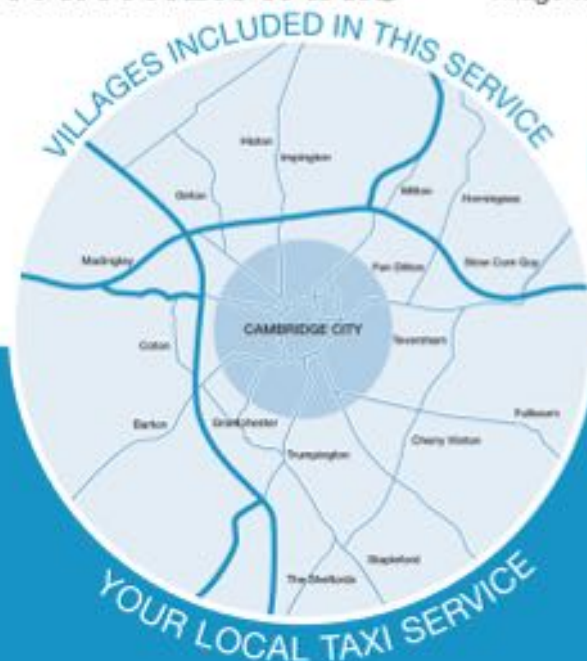 VILLAGES INCLUDED IN THIS SERVICE
Histon
Impington
Girton
Milton
Horningsea
Madingley
Fen Ditton
Stow Cum Quy
CAMBRIDGE CITY
Coton
Teversham
Barton
Grantchester
Fulbourn
Cherry Hinton
Trumpington
Stapleford
The Shelfords
YOUR LOCAL TAXI SERVICE